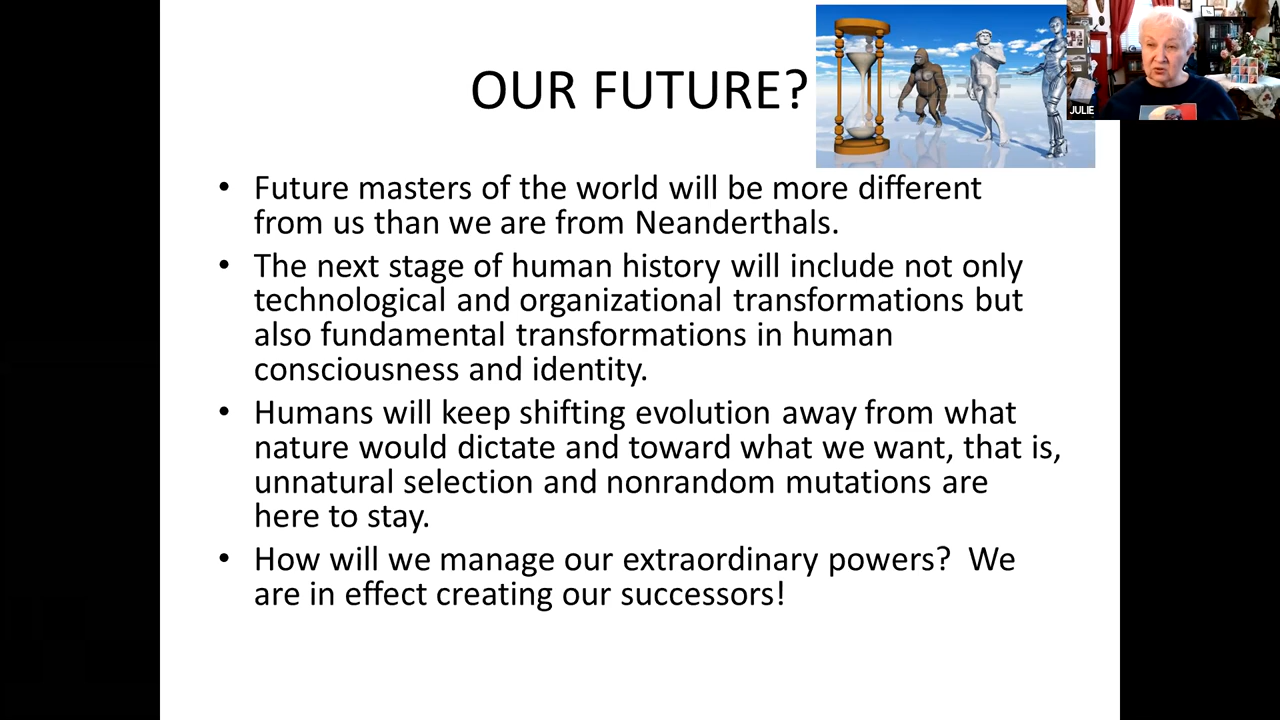 OUR FUTURE?
JULIE
• Future masters of the world will be more different
from us than we are from Neanderthals.
• The next stage of human history will include not only
technological and organizational transformations but
also fundamental transformations in human
consciousness and identity.
• Humans will keep shifting evolution away from what
nature would dictate and toward what we want, that is,
unnatural selection and nonrandom mutations are
here to stay.
• How will we manage our extraordinary powers?  We
are in effect creating our successors!